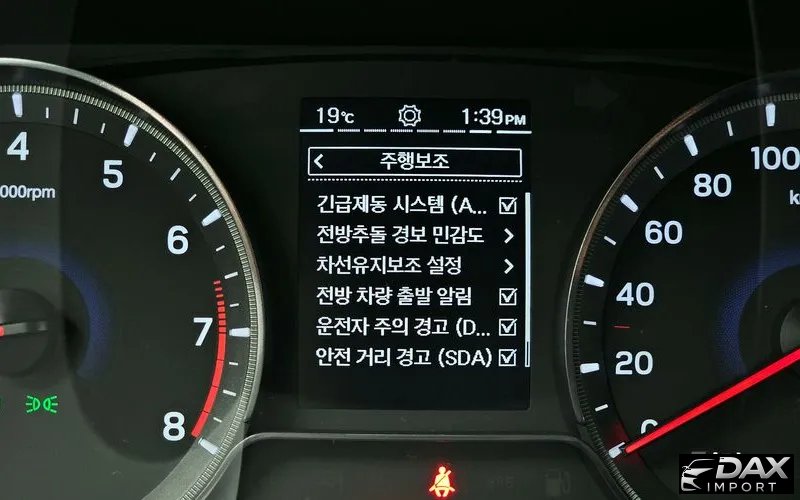 19℃ 1:39PM
주행보조
긴급제동 시스템 (A...
전방추돌 경보 민감도
차선유지보조 설정
전방 차량 출발 알림
운전자 주의 경고 (D...
안전 거리 경고 (SDA)
4
5
6
7
8
000rpm
100
80
60
40
20
0
k
DAX
IMPORT